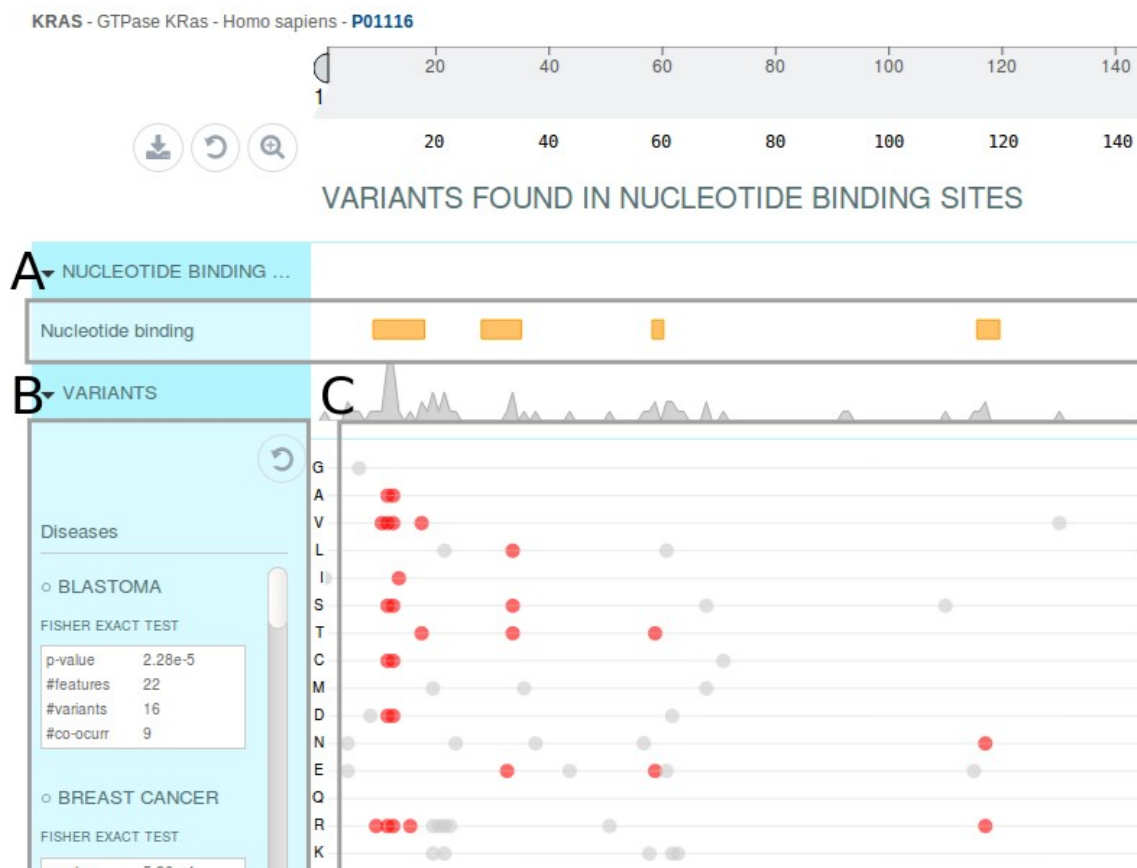 KRAS - GTPase KRas - Homo sapiens - P01116
20 40 60 80 100 120 140
1
20 40 60 80 100 120 140
VARIANTS FOUND IN NUCLEOTIDE BINDING SITES
A NUCLEOTIDE BINDING ...
Nucleotide binding
B VARIANTS C
G
A
V
Diseases
L
BLASTOMA
I
S
FISHER EXACT TEST
T
p-value 2.28e-5
C
#features 22
M
#variants 16
#co-ocurr 9
D
N
E
BREAST CANCER
Q
FISHER EXACT TEST
R
K